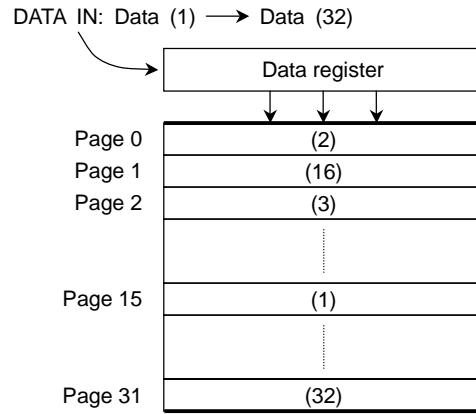 DATA IN: Data (1) → Data (32)
Data register
Page 0 (2)
Page 1 (16)
Page 2 (3)
Page 15 (1)
Page 31 (32)